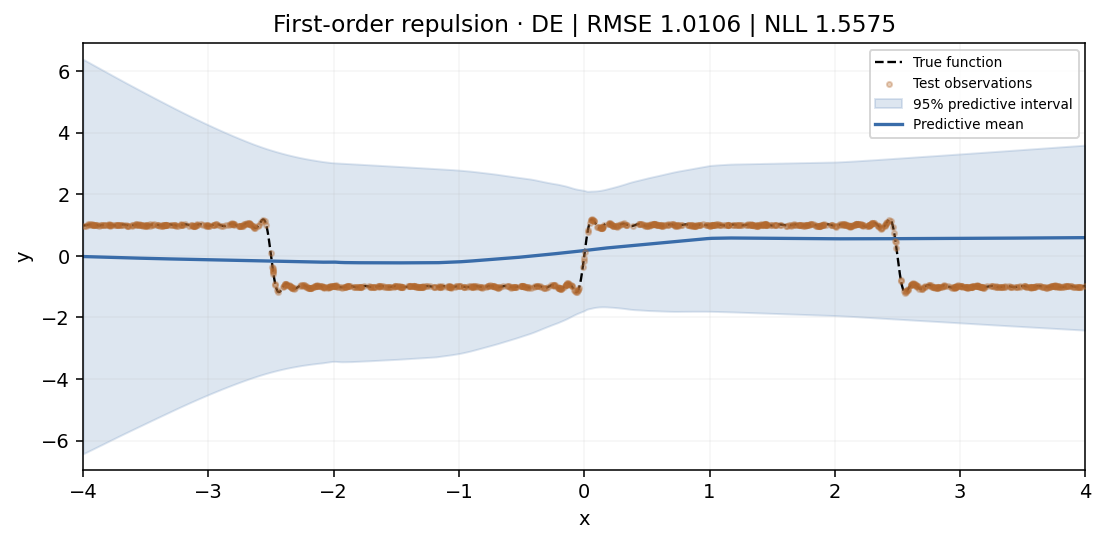 First-order repulsion · DE | RMSE 1.0106 | NLL 1.5575
True function
Test observations
95% predictive interval
Predictive mean
y
6
4
2
0
−2
−4
−6
−4 −3 −2 −1 0 1 2 3 4
x